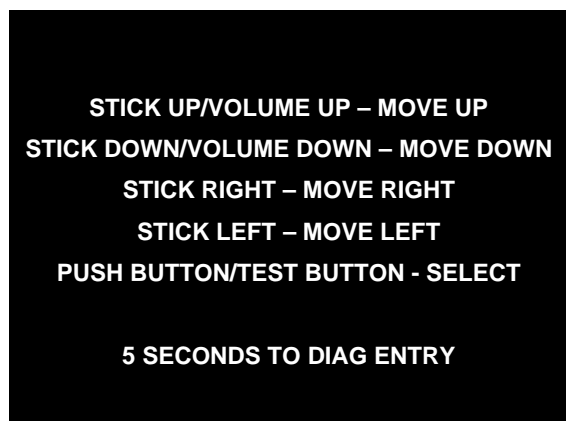 STICK UP/VOLUME UP – MOVE UP
STICK DOWN/VOLUME DOWN – MOVE DOWN
STICK RIGHT – MOVE RIGHT
STICK LEFT – MOVE LEFT
PUSH BUTTON/TEST BUTTON - SELECT
5 SECONDS TO DIAG ENTRY